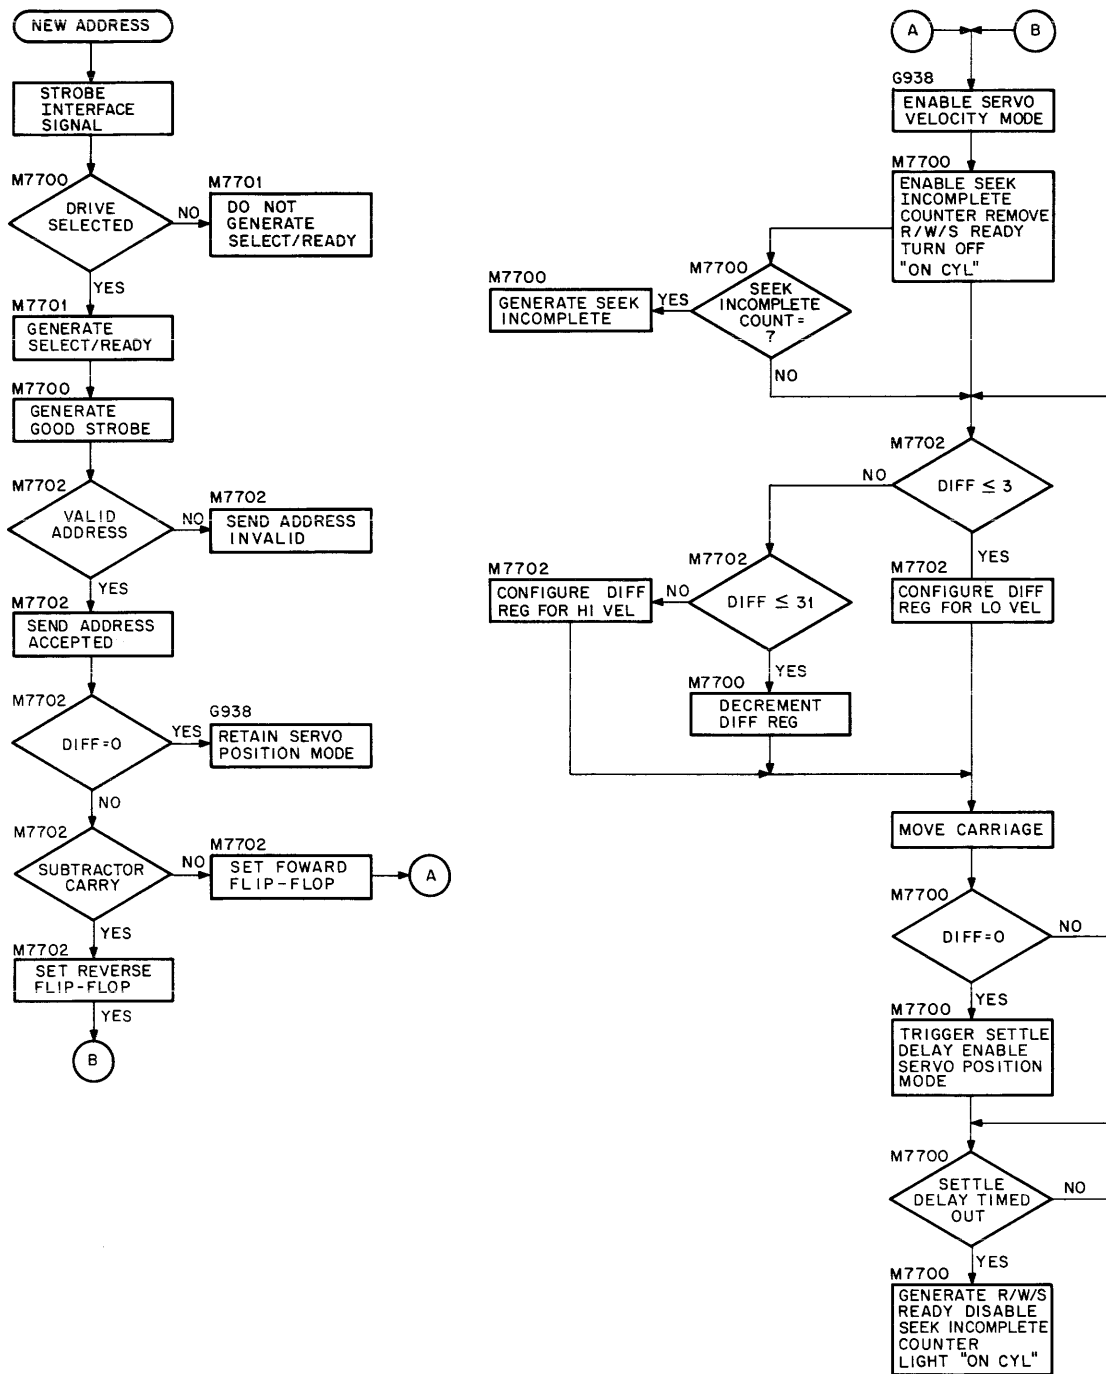 NEW ADDRESS
STROBE
INTERFACE
SIGNAL
M7700
DRIVE
SELECTED
NO
M7701
DO NOT
GENERATE
SELECT/READY
YES
M7701
GENERATE
SELECT/READY
M7700
GENERATE
GOOD STROBE
M7702
VALID
ADDRESS
NO
M7702
SEND ADDRESS
INVALID
YES
M7702
SEND ADDRESS
ACCEPTED
M7702
DIFF=0
YES
G938
RETAIN SERVO
POSITION MODE
NO
M7702
SUBTRACTOR
CARRY
NO
M7702
SET FOWARD
FLIP-FLOP
A
YES
M7702
SET REVERSE
FLIP-FLOP
YES
B
A
B
G938
ENABLE SERVO
VELOCITY MODE
M7700
ENABLE SEEK
INCOMPLETE
COUNTER REMOVE
R/W/S READY
TURN OFF
"ON CYL"
M7700
SEEK
INCOMPLETE
COUNT =
7
YES
M7700
GENERATE SEEK
INCOMPLETE
NO
M7702
DIFF ≤ 3
NO
YES
M7702
CONFIGURE DIFF
REG FOR LO VEL
M7702
DIFF ≤ 31
NO
M7702
CONFIGURE DIFF
REG FOR HI VEL
YES
M7700
DECREMENT
DIFF REG
MOVE CARRIAGE
M7700
DIFF=0
NO
YES
M7700
TRIGGER SETTLE
DELAY ENABLE
SERVO POSITION
MODE
M7700
SETTLE
DELAY TIMED
OUT
NO
YES
M7700
GENERATE R/W/S
READY DISABLE
SEEK INCOMPLETE
COUNTER
LIGHT "ON CYL"